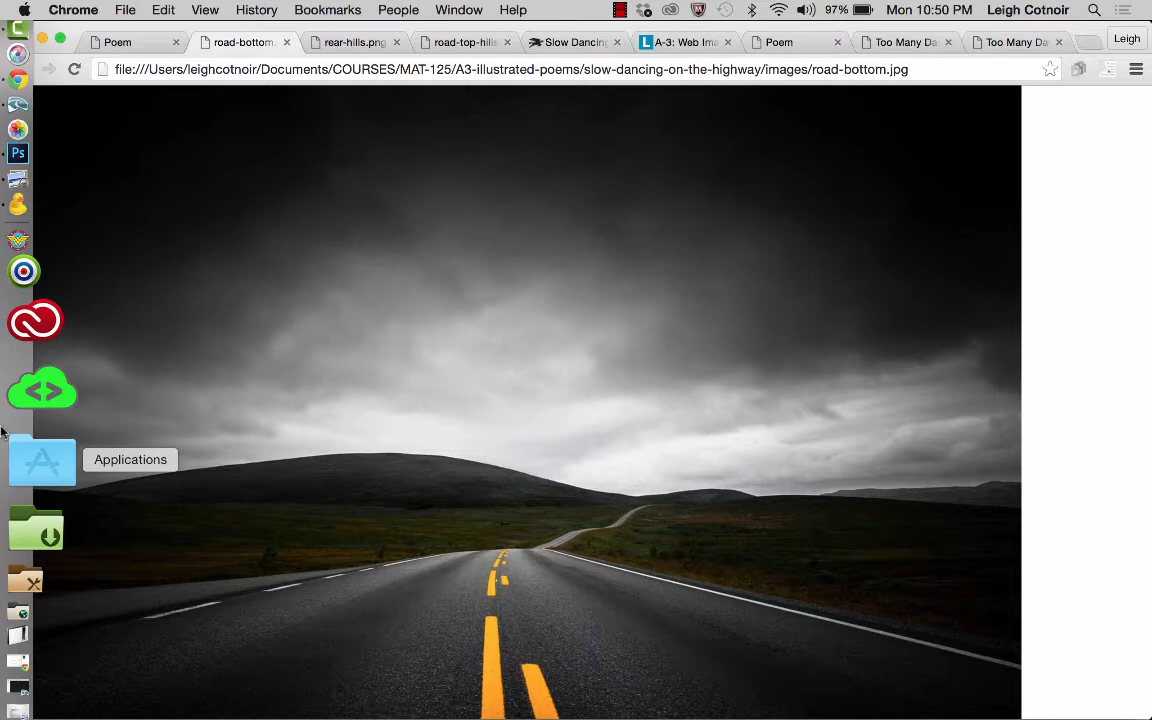 Chrome File Edit View History Bookmarks People Window Help 97% Mon 10:50 PM Leigh Cotnoir
Poem road-bottom. rear-hills.png road-top-hills Slow Dancing L A-3: Web Ima Poem Too Many Da Too Many Da Leigh
file:///Users/leighcotnoir/Documents/COURSES/MAT-125/A3-illustrated-poems/slow-dancing-on-the-highway/images/road-bottom.jpg
Ps
Applications